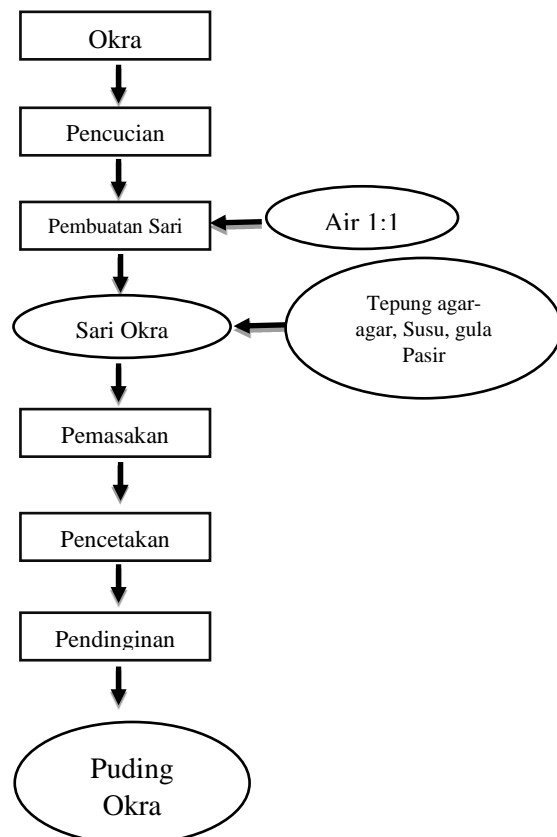 Okra
Pencucian
Pembuatan Sari
Air 1:1
Sari Okra
Tepung agar-
agar, Susu, gula
Pasir
Pemasakan
Pencetakan
Pendinginan
Puding
Okra